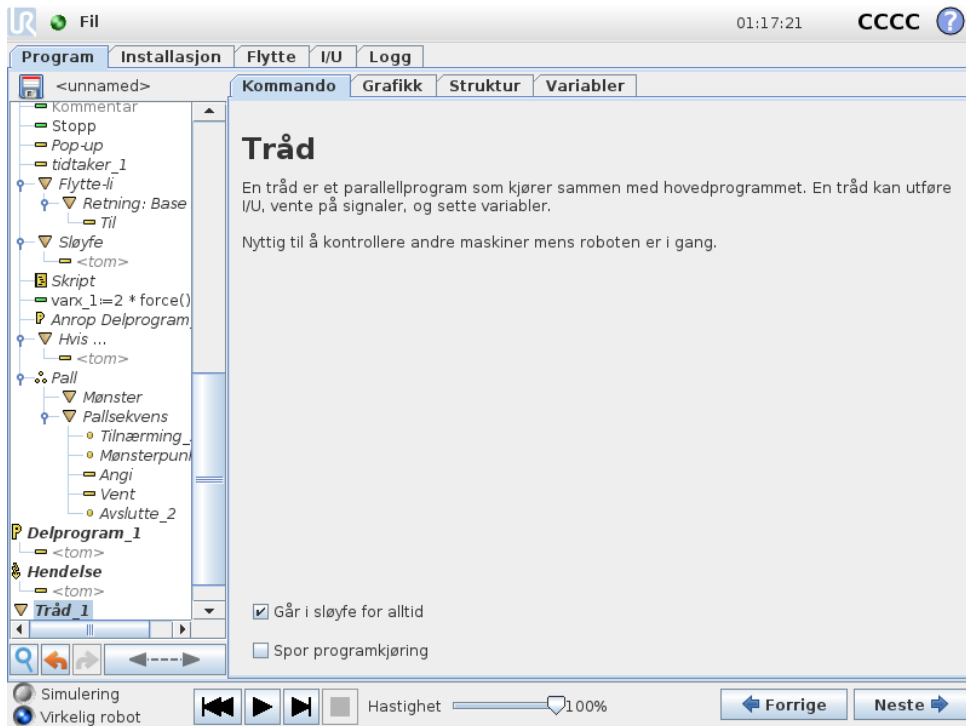 UR Fil 01:17:21 CCCC ?
Program Installasjon Flytte I/U Logg
<unnamed>
Kommando Grafikk Struktur Variabler
Kommentar
Stopp
Pop-up
tidtaker_1
Flytte-li
Retning: Base
Til
Sløyfe
<tom>
Skript
varx_1:=2 * force()
P Anrop Delprogram
Hvis ...
<tom>
Pall
Mønster
Pallsekvens
Tilnærming_
Mønsterpun
Angi
Vent
Avslutte_2
P Delprogram_1
<tom>
Hendelse
<tom>
Tråd_1
Tråd
En tråd er et parallellprogram som kjører sammen med hovedprogrammet. En tråd kan utføre
I/U, vente på signaler, og sette variabler.
Nyttig til å kontrollere andre maskiner mens roboten er i gang.
Går i sløyfe for alltid
Spor programkjøring
Simulering
Virkelig robot
Hastighet 100%
Forrige Neste